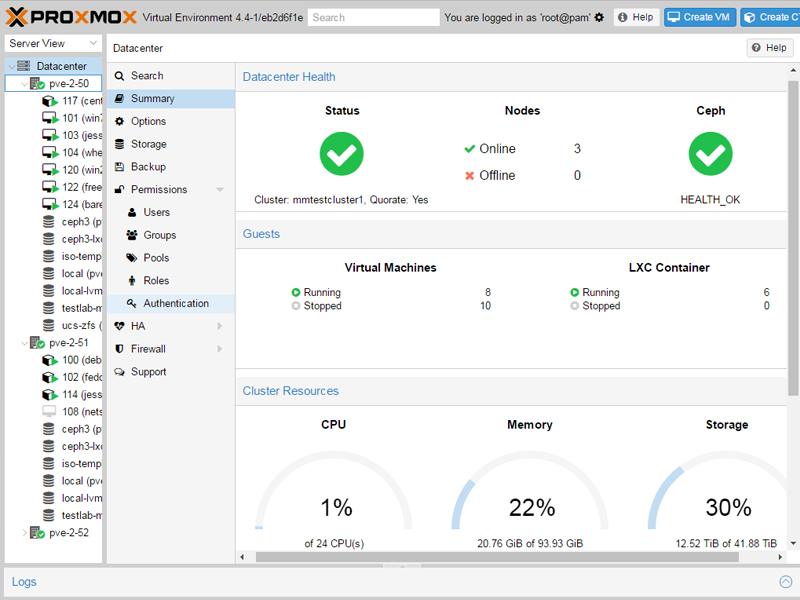 PROXMOX Virtual Environment 4.4-1/eb2d6f1e Search You are logged in as 'root@pam' Help Create VM Create C
Server View
Datacenter
Help
Datacenter
pve-2-50
117 (cent
101 (win7
103 (jess
104 (whe
120 (win2
122 (free
124 (bare
ceph3 (p
ceph3-lxc
iso-temp
local (pve
local-lvm
testlab-m
ucs-zfs (
pve-2-51
100 (deb
102 (fedo
114 (jess
108 (nets
ceph3 (p
ceph3-lxc
iso-temp
local (pv
local-lvm
testlab-m
pve-2-52
Search
Summary
Options
Storage
Backup
Permissions
Users
Groups
Pools
Roles
Authentication
HA
Firewall
Support
Datacenter Health
Status
Nodes
Ceph
Online 3
Offline 0
Cluster: mmtestcluster1, Quorate: Yes
HEALTH_OK
Guests
Virtual Machines
LXC Container
Running 8
Stopped 10
Running 6
Stopped 0
Cluster Resources
CPU
Memory
Storage
1%
22%
30%
of 24 CPU(s)
20.76 GiB of 93.93 GiB
12.52 TiB of 41.88 TiB
Logs